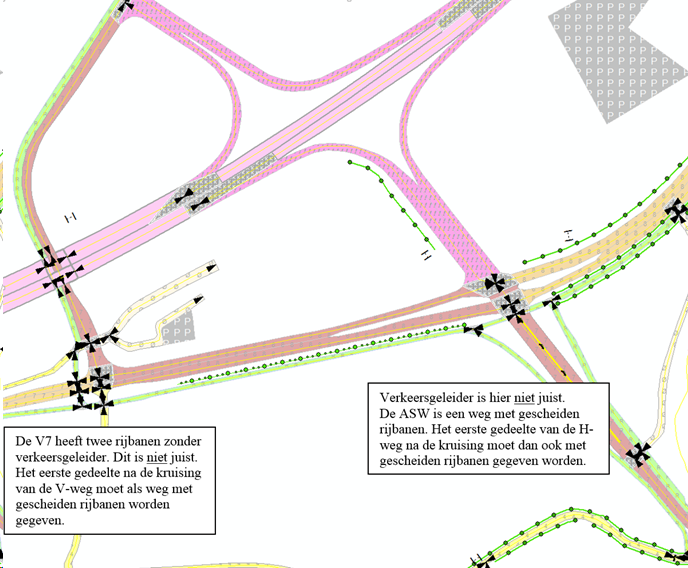 Verkeersgeleider is hier niet juist.
De ASW is een weg met gescheiden
rijbanen. Het eerste gedeelte van de H-
weg na de kruising moet dan ook met
gescheiden rijbanen gegeven worden.
De V7 heeft twee rijbanen zonder
verkeersgeleider. Dit is niet juist.
Het eerste gedeelte na de kruising
van de V-weg moet als weg met
gescheiden rijbanen worden
gegeven.